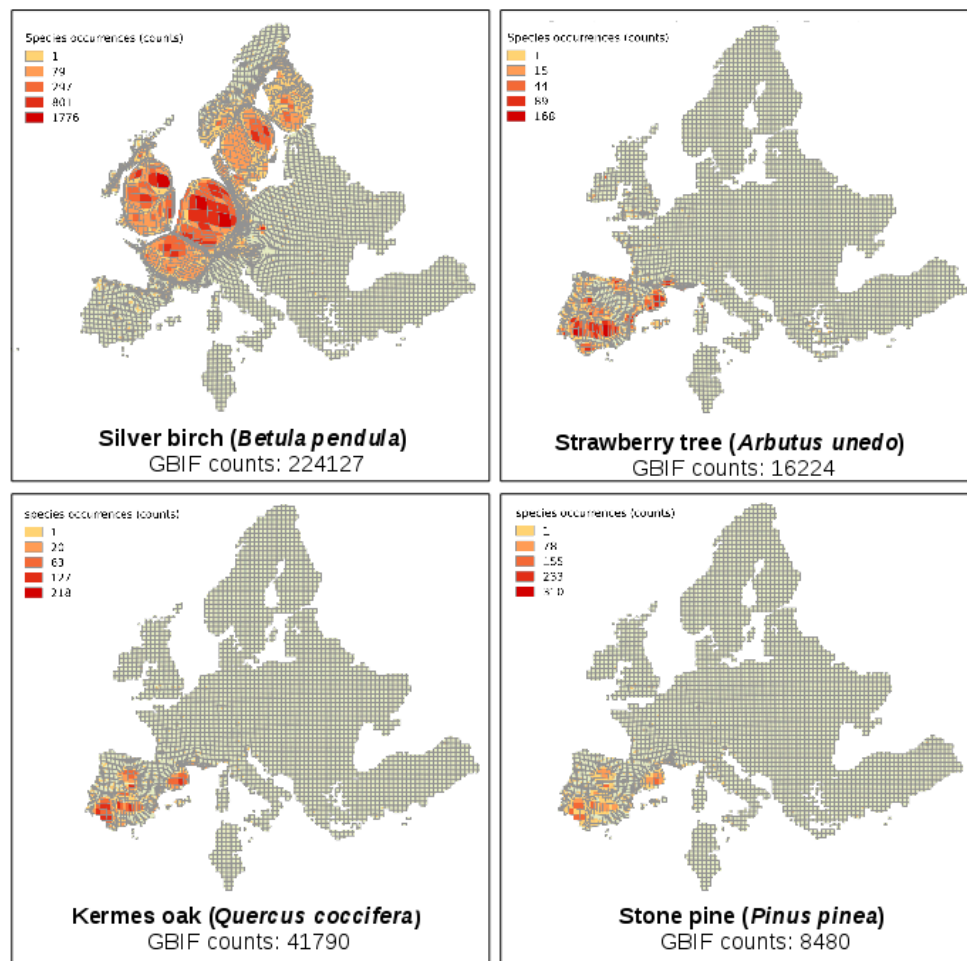 Species occurrences (counts)
1
79
297
801
1776
Silver birch (Betula pendula)
GBIF counts: 224127
Species occurrences (counts)
1
15
44
Strawberry tree (Arbutus unedo)
GBIF counts: 16224
species occurrences (counts)
1
20
63
127
218
Kermes oak (Quercus coccifera)
GBIF counts: 41790
species occurrences (counts)
1
78
155
233
310
Stone pine (Pinus pinea)
GBIF counts: 8480